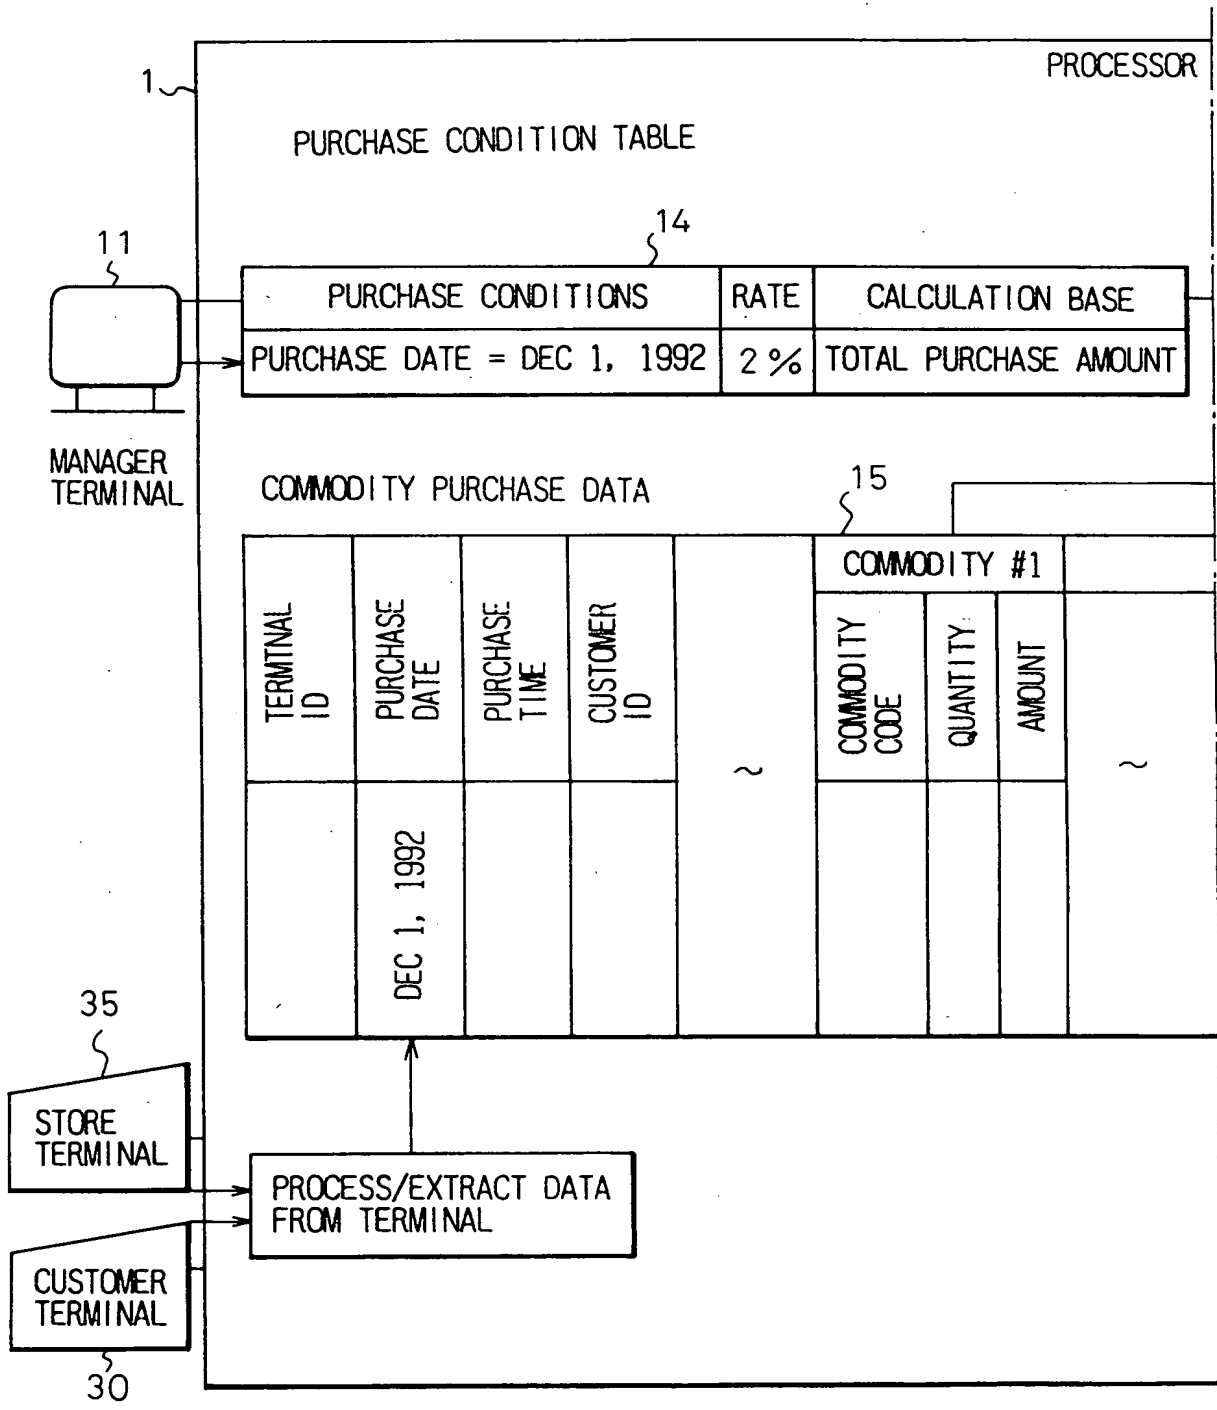 PROCESSOR
1
PURCHASE CONDITION TABLE
14
11
PURCHASE CONDITIONS
RATE
CALCULATION BASE
PURCHASE DATE = DEC 1, 1992
2%
TOTAL PURCHASE AMOUNT
MANAGER
TERMINAL
COMMODITY PURCHASE DATA
15
COMMODITY #1
TERMTNAL
ID
PURCHASE
DATE
PURCHASE
TIME
CUSTOMER
ID
~
COMMODITY
CODE
QUANTITY
AMOUNT
~
DEC 1, 1992
35
STORE
TERMINAL
PROCESS/EXTRACT DATA
FROM TERMINAL
CUSTOMER
TERMINAL
30